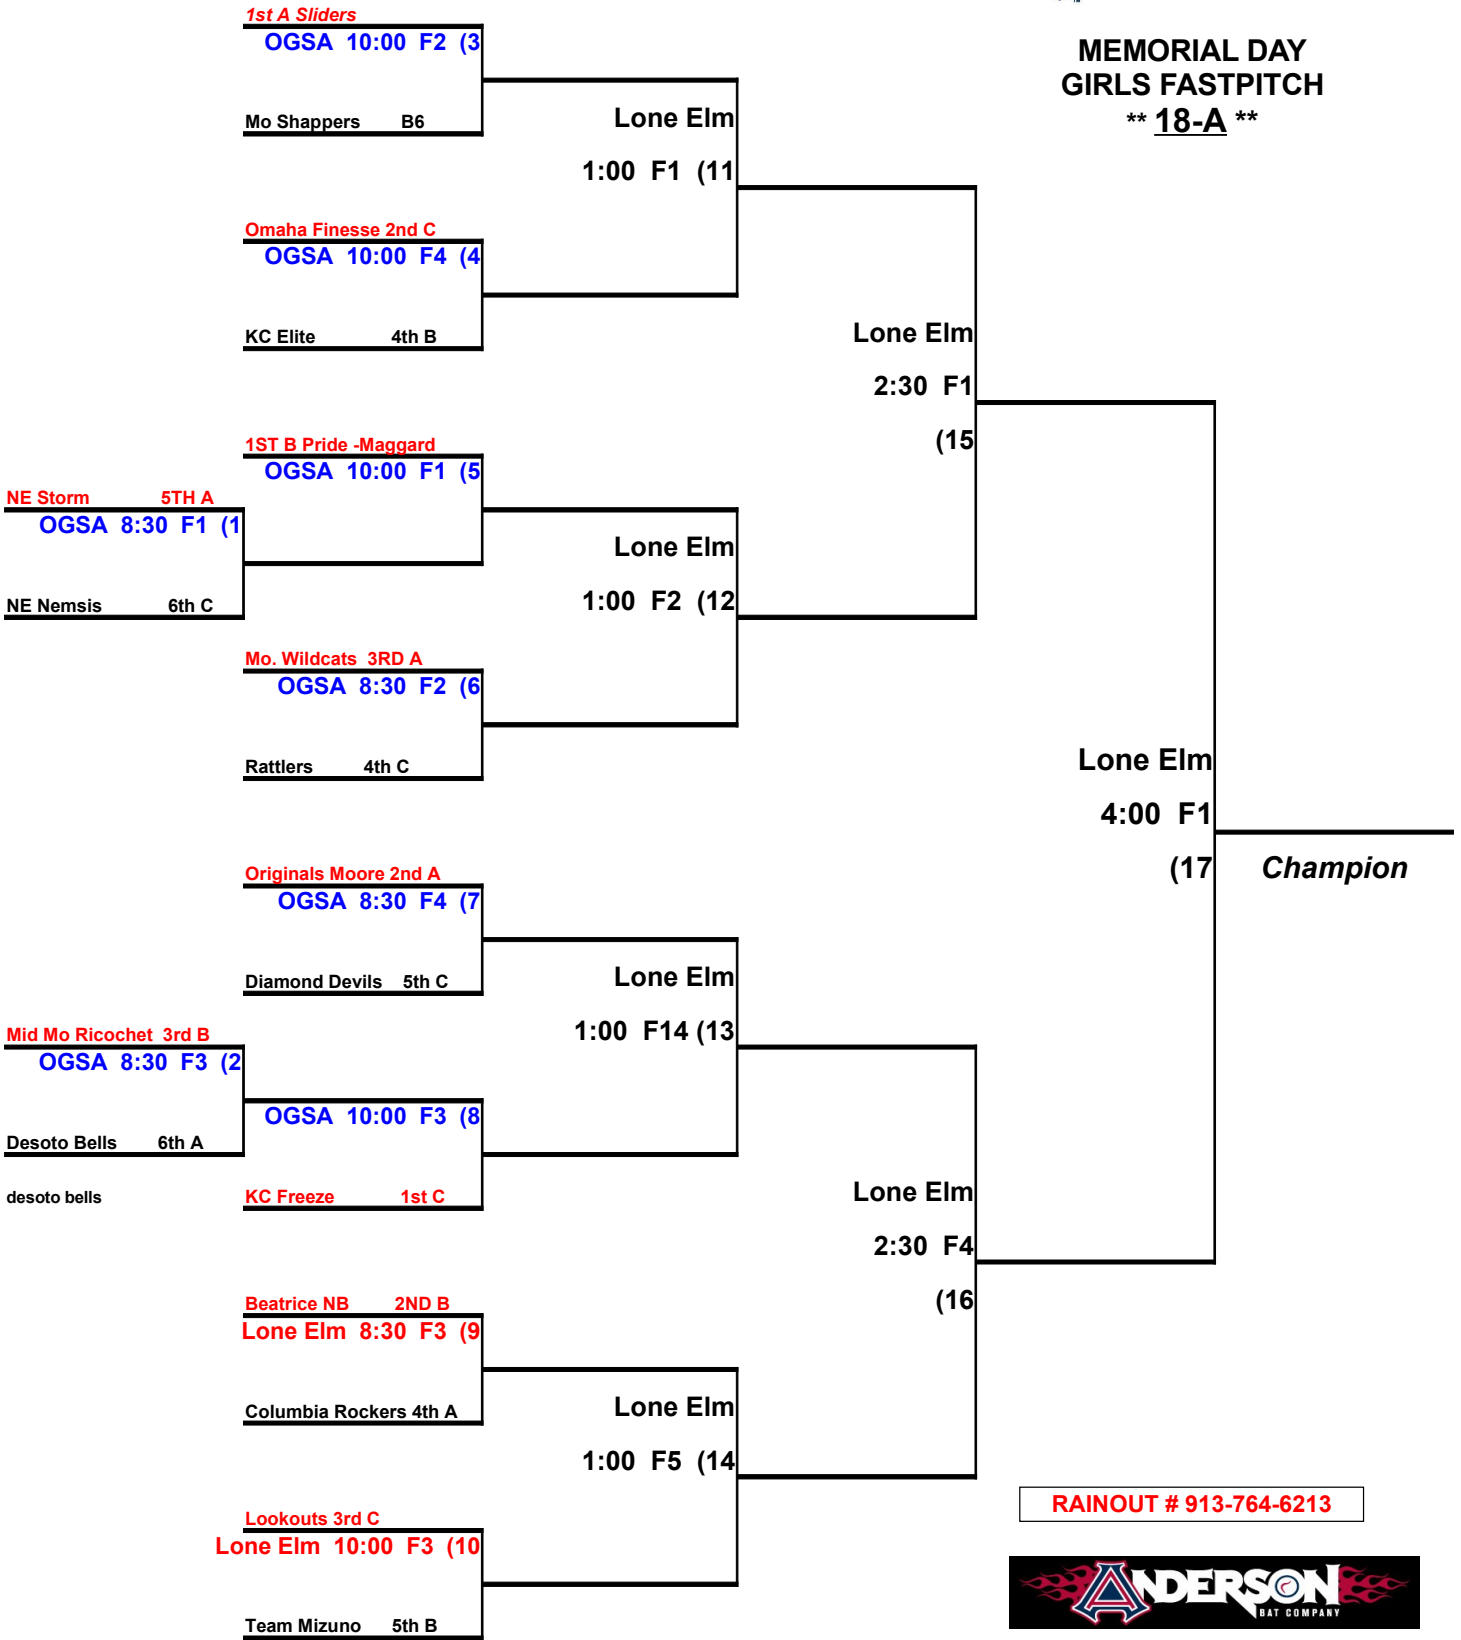 1st A Sliders
OGSA 10:00 F2 (3
MEMORIAL DAY
GIRLS FASTPITCH
** 18-A **
Mo Shappers B6
Lone Elm
1:00 F1 (11
Omaha Finesse 2nd C
OGSA 10:00 F4 (4
KC Elite 4th B
Lone Elm
2:30 F1
(15
1ST B Pride -Maggard
OGSA 10:00 F1 (5
NE Storm 5TH A
OGSA 8:30 F1 (1
Lone Elm
1:00 F2 (12
NE Nemsis 6th C
Mo. Wildcats 3RD A
OGSA 8:30 F2 (6
Rattlers 4th C
Lone Elm
4:00 F1
(17
Champion
Originals Moore 2nd A
OGSA 8:30 F4 (7
Diamond Devils 5th C
Lone Elm
1:00 F14 (13
Mid Mo Ricochet 3rd B
OGSA 8:30 F3 (2
OGSA 10:00 F3 (8
Desoto Bells 6th A
desoto bells
KC Freeze 1st C
Lone Elm
2:30 F4
(16
Beatrice NB 2ND B
Lone Elm 8:30 F3 (9
Columbia Rockers 4th A
Lone Elm
1:00 F5 (14
Lookouts 3rd C
Lone Elm 10:00 F3 (10
Team Mizuno 5th B
RAINOUT # 913-764-6213
ANDERSON
BAT COMPANY